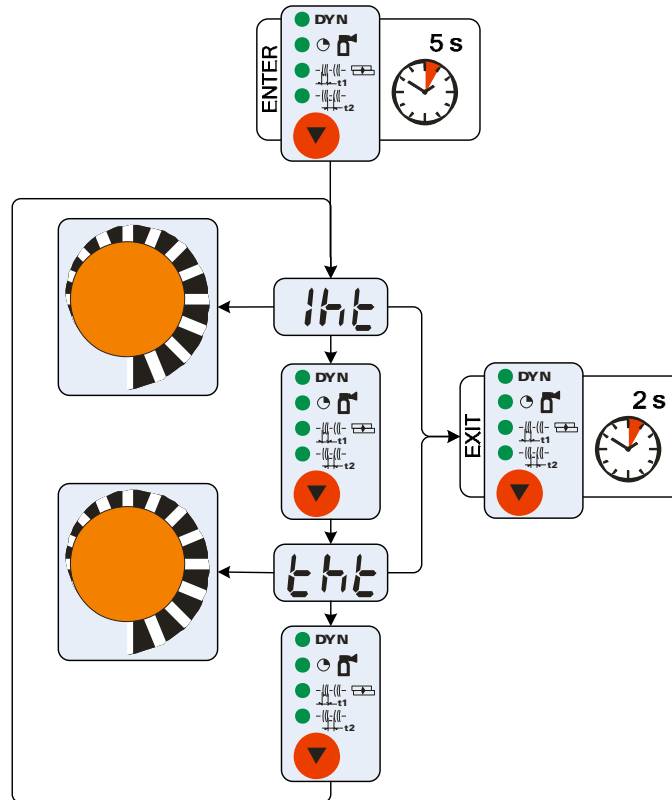 ENTER
DYN
t1
t2
5 s
Iht
DYN
t1
t2
EXIT
DYN
t1
t2
2 s
tht
DYN
t1
t2